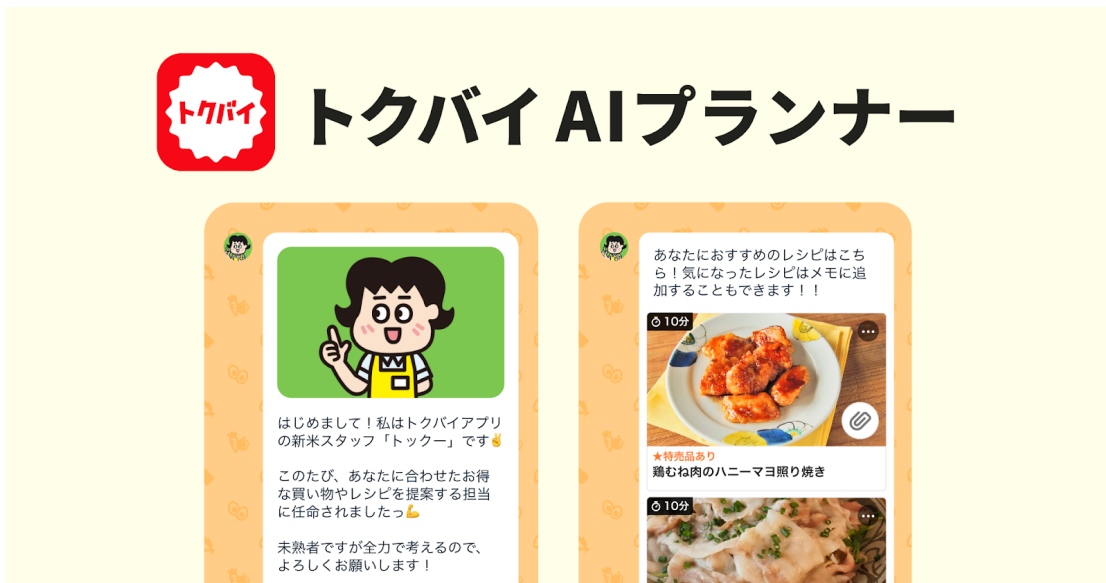 トクバイ
トクバイ AIプランナー
はじめまして！私はトクバイアプリ
の新米スタッフ「トックー」です✌️
このたび、あなたに合わせたお得
な買い物やレシピを提案する担当
に任命されましたっ💪
未熟者ですが全力で考えるので、
よろしくお願いします！
あなたにおすすめのレシピはこち
ら！気になったレシピはメモに追
加することもできます！！
10分
★特売品あり
鶏むね肉のハニーマヨ照り焼き
10分